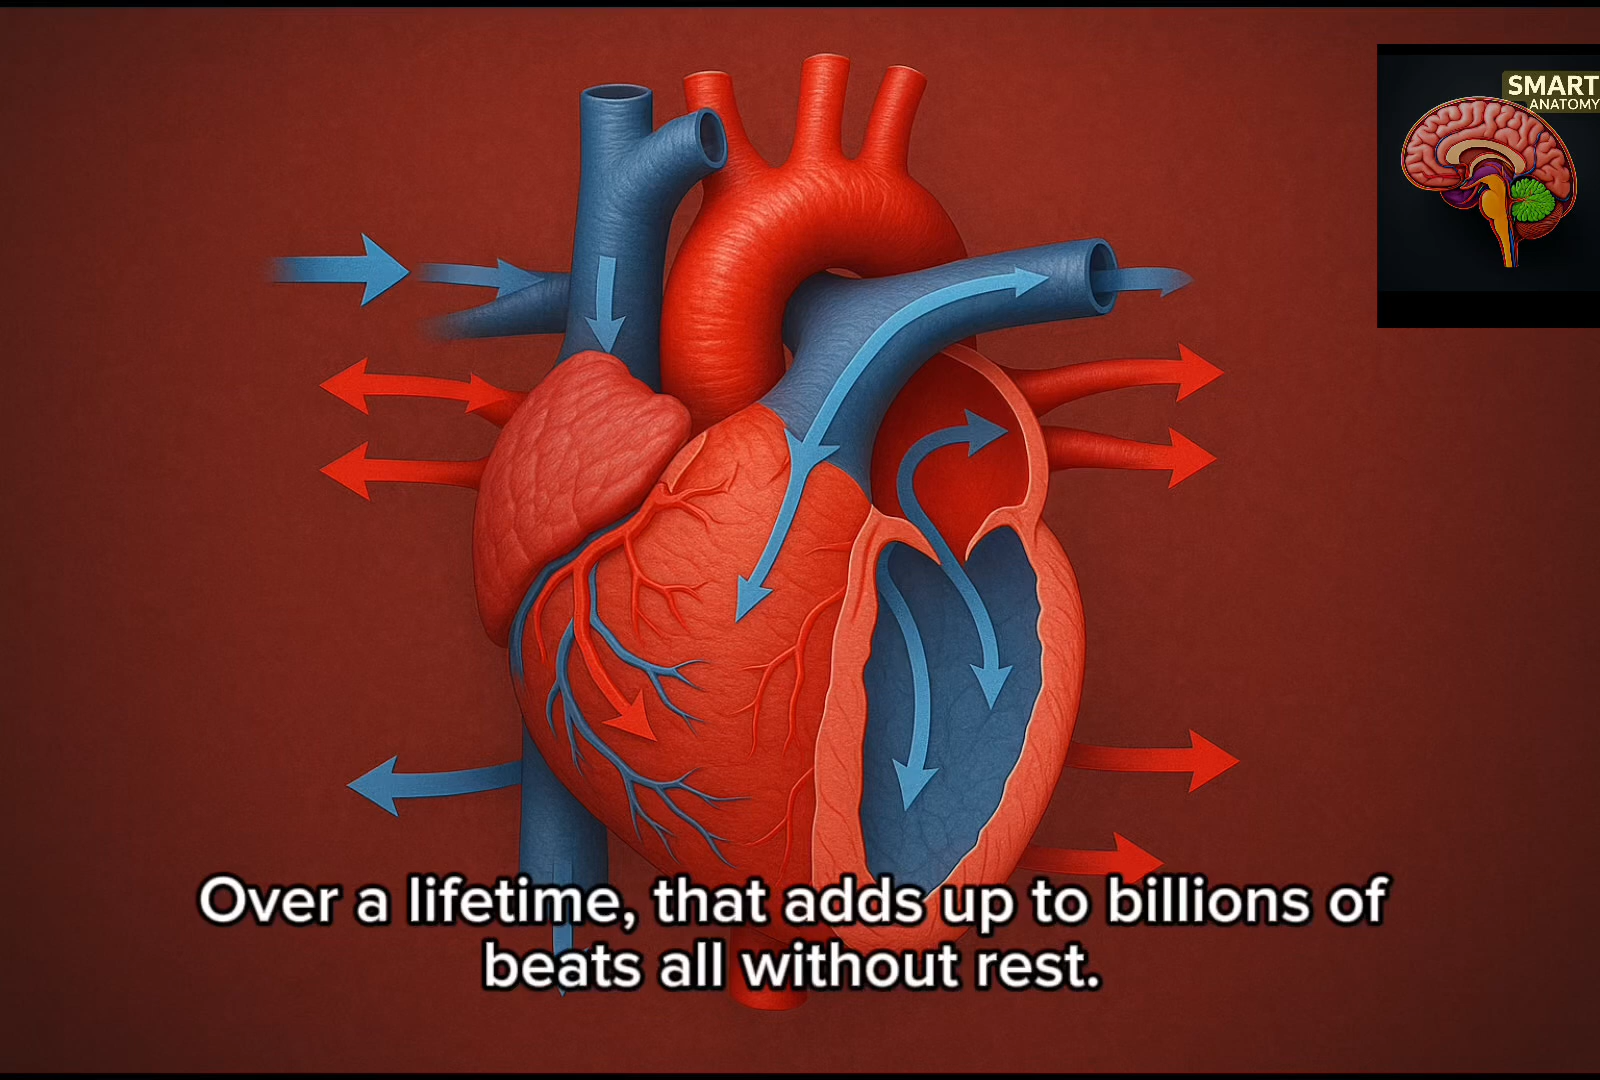 SMART
ANATOMY
Over a lifetime, that adds up to billions of
beats all without rest.